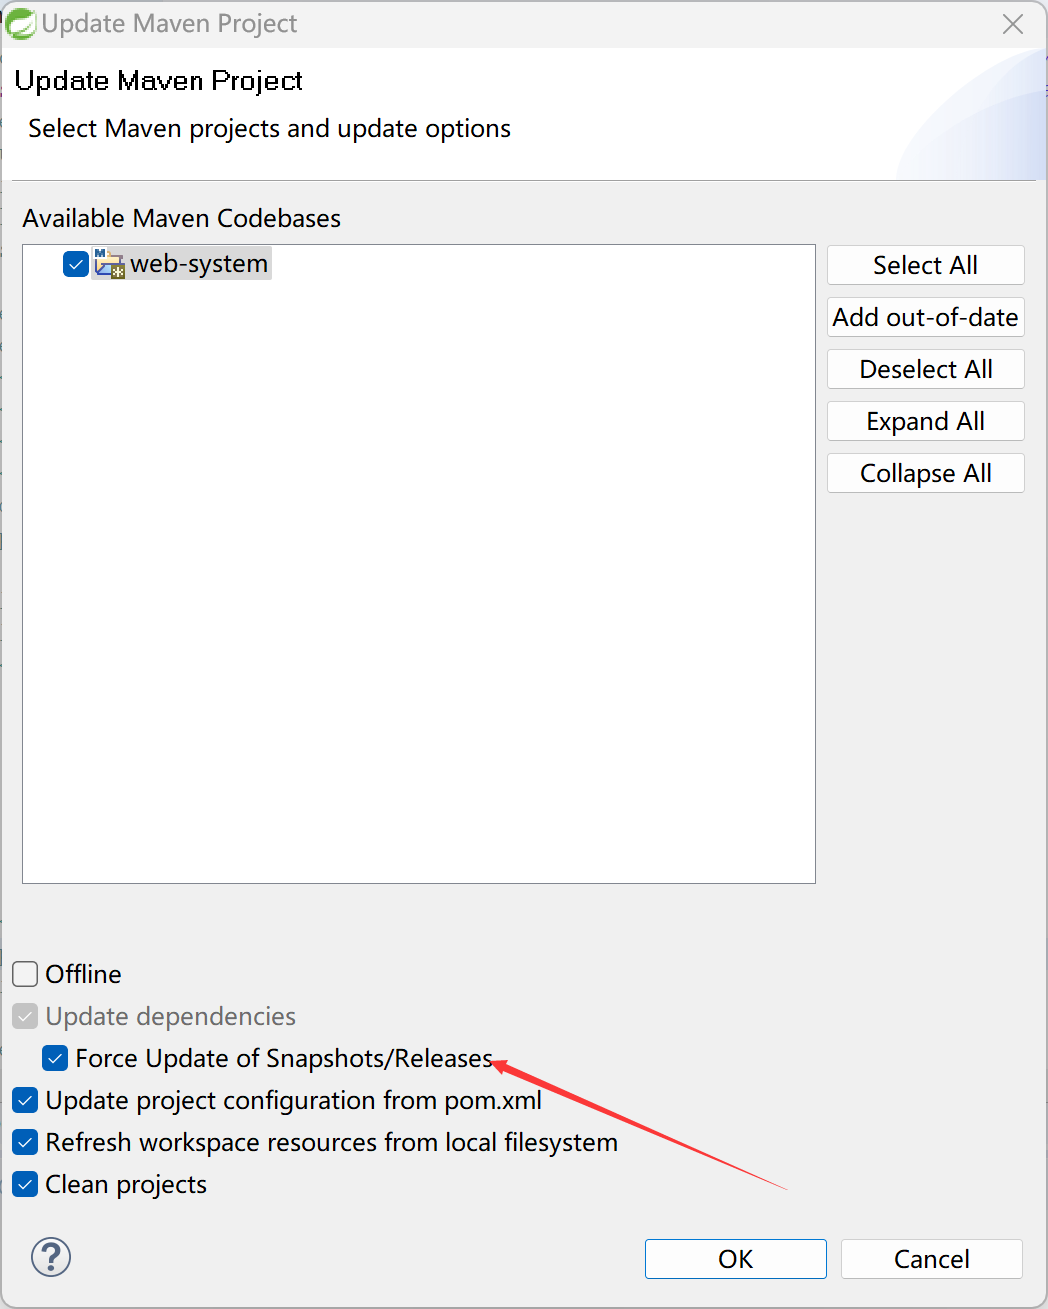 Update Maven Project
Update Maven Project
Select Maven projects and update options
Available Maven Codebases
web-system
Select All
Add out-of-date
Deselect All
Expand All
Collapse All
Offline
Update dependencies
Force Update of Snapshots/Releases
Update project configuration from pom.xml
Refresh workspace resources from local filesystem
Clean projects
?
OK
Cancel